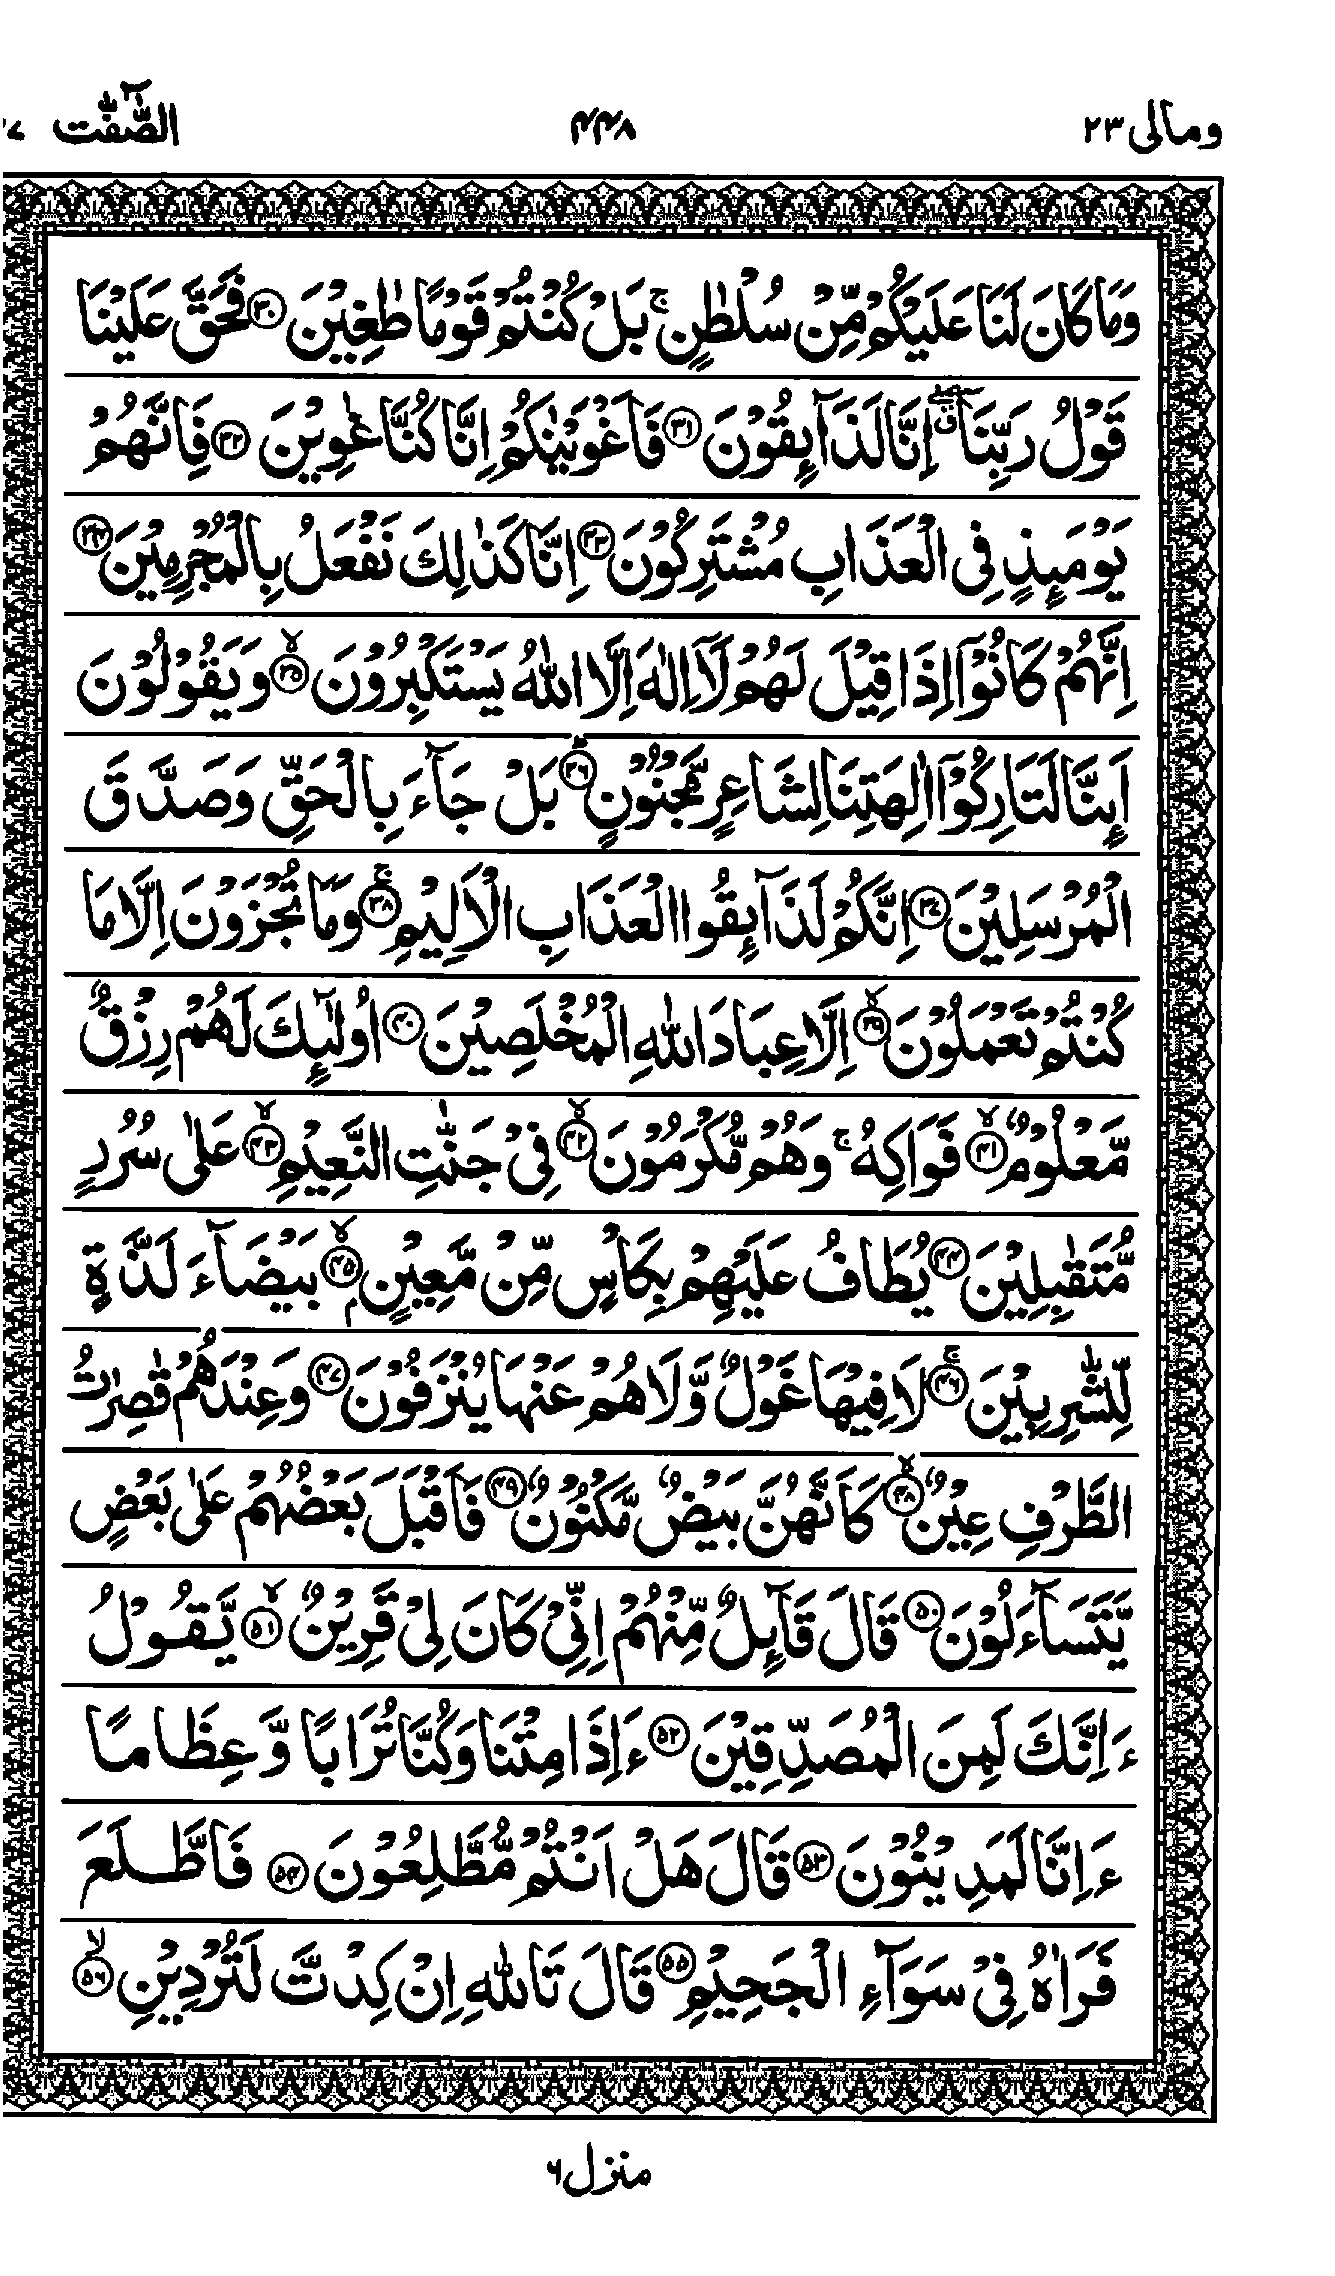 ومالی ۲۳
۴۴۸
الصّٰٓفّٰت
وَمَا كَانَ لَنَا عَلَيْكُمْ مِّنْ سُلْطٰنٍ ۚ بَلْ كُنْتُمْ قَوْمًا طٰغِيْنَ ۝۳۰ فَحَقَّ عَلَيْنَا
قَوْلُ رَبِّنَآ ۖۗ اِنَّا لَذَآئِقُوْنَ ۝۳۱ فَاَغْوَيْنٰكُمْ اِنَّا كُنَّا غٰوِيْنَ ۝۳۲ فَاِنَّهُمْ
يَوْمَئِذٍ فِي الْعَذَابِ مُشْتَرِكُوْنَ ۝۳۳ اِنَّا كَذٰلِكَ نَفْعَلُ بِالْمُجْرِمِيْنَ ۝۳۴
اِنَّهُمْ كَانُوْٓا اِذَا قِيْلَ لَهُمْ لَآ اِلٰهَ اِلَّا اللّٰهُ يَسْتَكْبِرُوْنَ ۝۳۵ۙ وَيَقُوْلُوْنَ
اَئِنَّا لَتَارِكُوْٓا اٰلِهَتِنَا لِشَاعِرٍ مَّجْنُوْنٍ ۝۳۶ؕ بَلْ جَآءَ بِالْحَقِّ وَصَدَّقَ
الْمُرْسَلِيْنَ ۝۳۷ اِنَّكُمْ لَذَآئِقُوا الْعَذَابِ الْاَلِيْمِ ۝۳۸ۚ وَمَا تُجْزَوْنَ اِلَّا مَا
كُنْتُمْ تَعْمَلُوْنَ ۝۳۹ۙ اِلَّا عِبَادَ اللّٰهِ الْمُخْلَصِيْنَ ۝۴۰ اُولٰٓئِكَ لَهُمْ رِزْقٌ
مَّعْلُوْمٌ ۝۴۱ۙ فَوَاكِهُ ۚ وَهُمْ مُّكْرَمُوْنَ ۝۴۲ۙ فِيْ جَنّٰتِ النَّعِيْمِ ۝۴۳ۙ عَلٰى سُرُرٍ
مُّتَقٰبِلِيْنَ ۝۴۴ يُطَافُ عَلَيْهِمْ بِكَاْسٍ مِّنْ مَّعِيْنٍۭ ۝۴۵ۙ بَيْضَآءَ لَذَّةٍ
لِّلشّٰرِبِيْنَ ۝۴۶ۚ لَا فِيْهَا غَوْلٌ وَّلَا هُمْ عَنْهَا يُنْزَفُوْنَ ۝۴۷ وَعِنْدَهُمْ قٰصِرٰتُ
الطَّرْفِ عِيْنٌ ۝۴۸ۙ كَاَنَّهُنَّ بَيْضٌ مَّكْنُوْنٌ ۝۴۹ فَاَقْبَلَ بَعْضُهُمْ عَلٰى بَعْضٍ
يَّتَسَآءَلُوْنَ ۝۵۰ قَالَ قَآئِلٌ مِّنْهُمْ اِنِّيْ كَانَ لِيْ قَرِيْنٌ ۝۵۱ۙ يَّقُوْلُ
ءَاِنَّكَ لَمِنَ الْمُصَدِّقِيْنَ ۝۵۲ ءَاِذَا مِتْنَا وَكُنَّا تُرَابًا وَّعِظَامًا
ءَاِنَّا لَمَدِيْنُوْنَ ۝۵۳ قَالَ هَلْ اَنْتُمْ مُّطَّلِعُوْنَ ۝۵۴ فَاطَّلَعَ
فَرَاٰهُ فِيْ سَوَآءِ الْجَحِيْمِ ۝۵۵ قَالَ تَاللّٰهِ اِنْ كِدْتَّ لَتُرْدِيْنِ ۝۵۶ۙ
منزل ۶